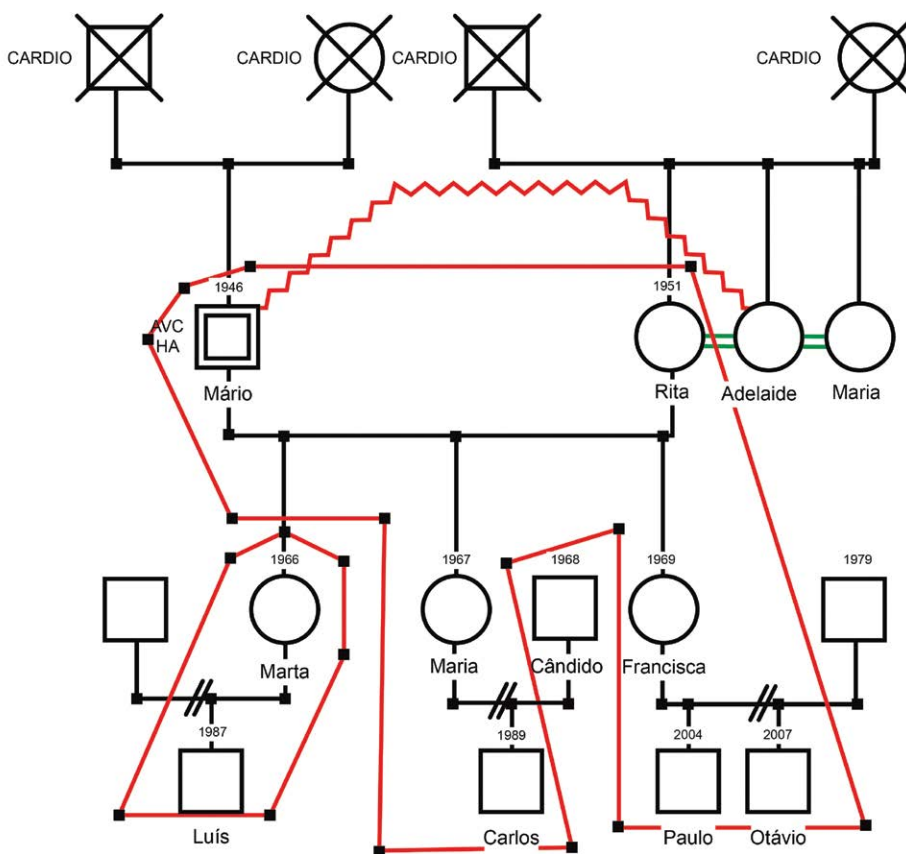 CARDIO
CARDIO
CARDIO
CARDIO
1946
1951
AVC
HA
Mário
Rita
Adelaide
Maria
1966
1967
1968
1969
1979
Marta
Maria
Cândido
Francisca
1987
1989
2004
2007
Luís
Carlos
Paulo
Otávio